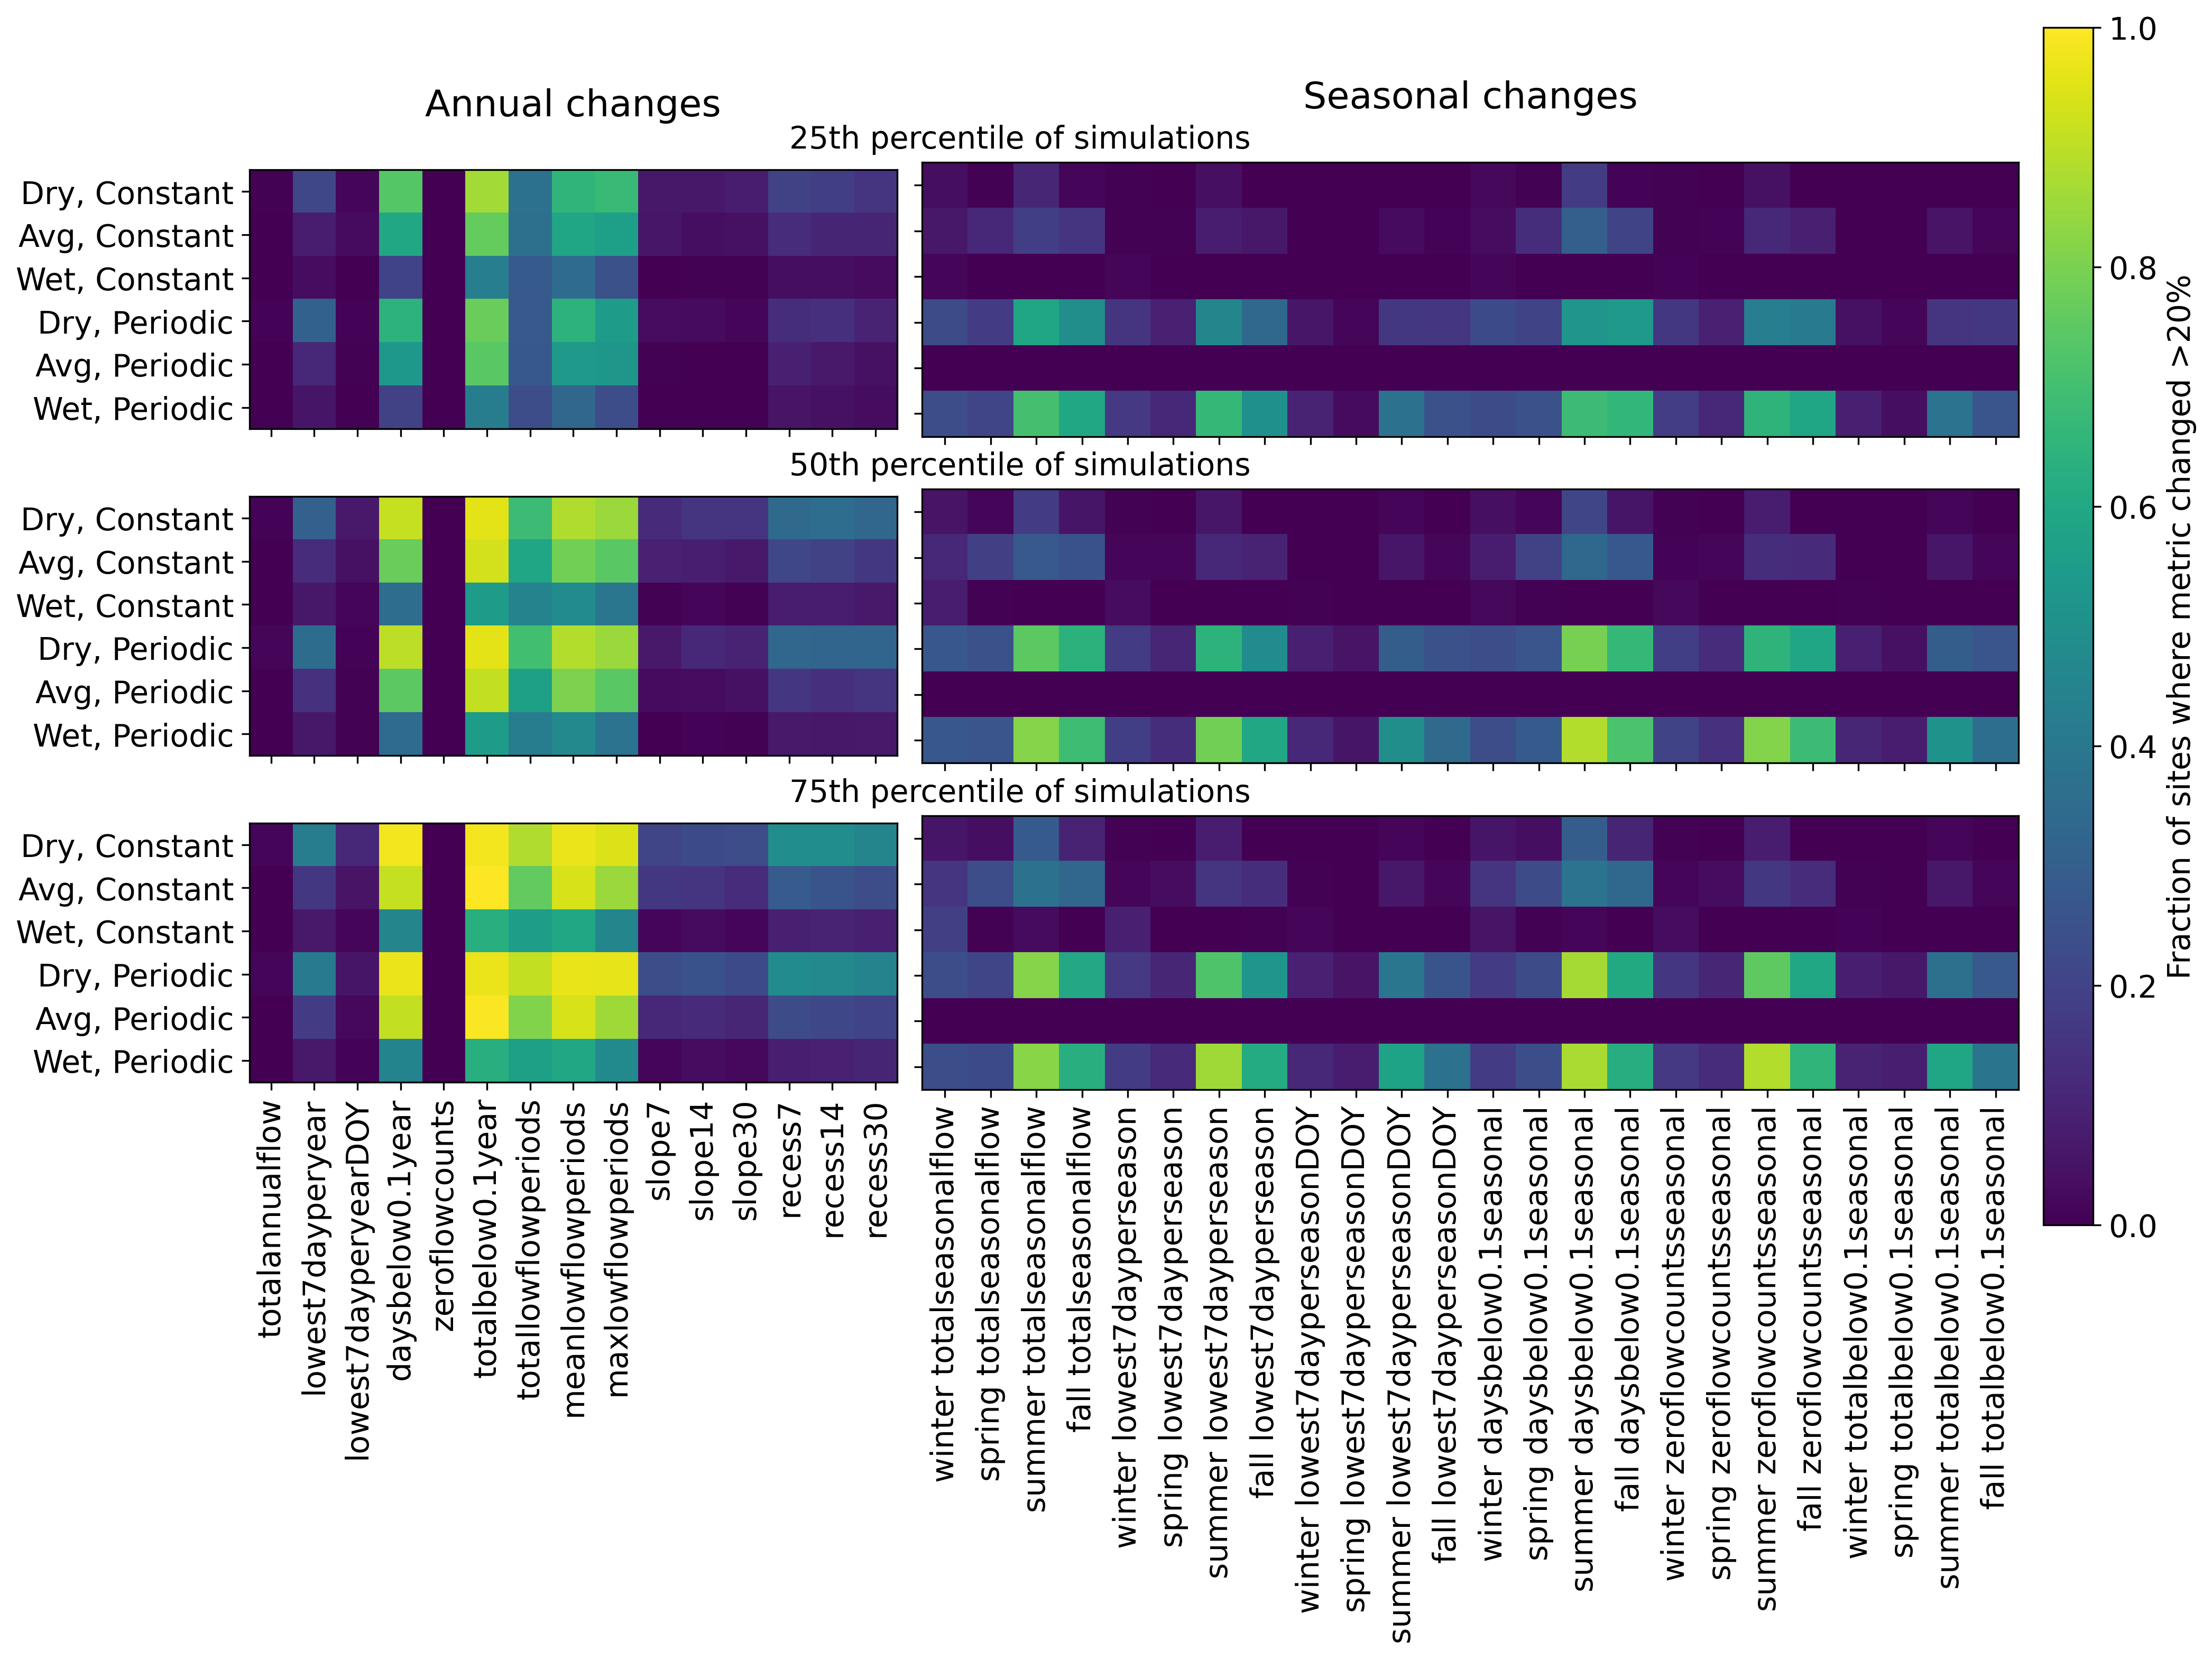 Annual changes
Seasonal changes
25th percentile of simulations
Dry, Constant
Avg, Constant
Wet, Constant
Dry, Periodic
Avg, Periodic
Wet, Periodic
50th percentile of simulations
Dry, Constant
Avg, Constant
Wet, Constant
Dry, Periodic
Avg, Periodic
Wet, Periodic
75th percentile of simulations
Dry, Constant
Avg, Constant
Wet, Constant
Dry, Periodic
Avg, Periodic
Wet, Periodic
totalannualflow
lowest7dayperyear
lowest7dayperyearDOY
daysbelow0.1year
zeroflowcounts
totalbelow0.1year
totallowflowperiods
meanlowflowperiods
maxlowflowperiods
slope7
slope14
slope30
recess7
recess14
recess30
winter totalseasonalflow
spring totalseasonalflow
summer totalseasonalflow
fall totalseasonalflow
winter lowest7dayperseason
spring lowest7dayperseason
summer lowest7dayperseason
fall lowest7dayperseason
winter lowest7dayperseasonDOY
spring lowest7dayperseasonDOY
summer lowest7dayperseasonDOY
fall lowest7dayperseasonDOY
winter daysbelow0.1seasonal
spring daysbelow0.1seasonal
summer daysbelow0.1seasonal
fall daysbelow0.1seasonal
winter zeroflowcountsseasonal
spring zeroflowcountsseasonal
summer zeroflowcountsseasonal
fall zeroflowcountsseasonal
winter totalbelow0.1seasonal
spring totalbelow0.1seasonal
summer totalbelow0.1seasonal
fall totalbelow0.1seasonal
1.0
0.8
0.6
0.4
0.2
0.0
Fraction of sites where metric changed >20%